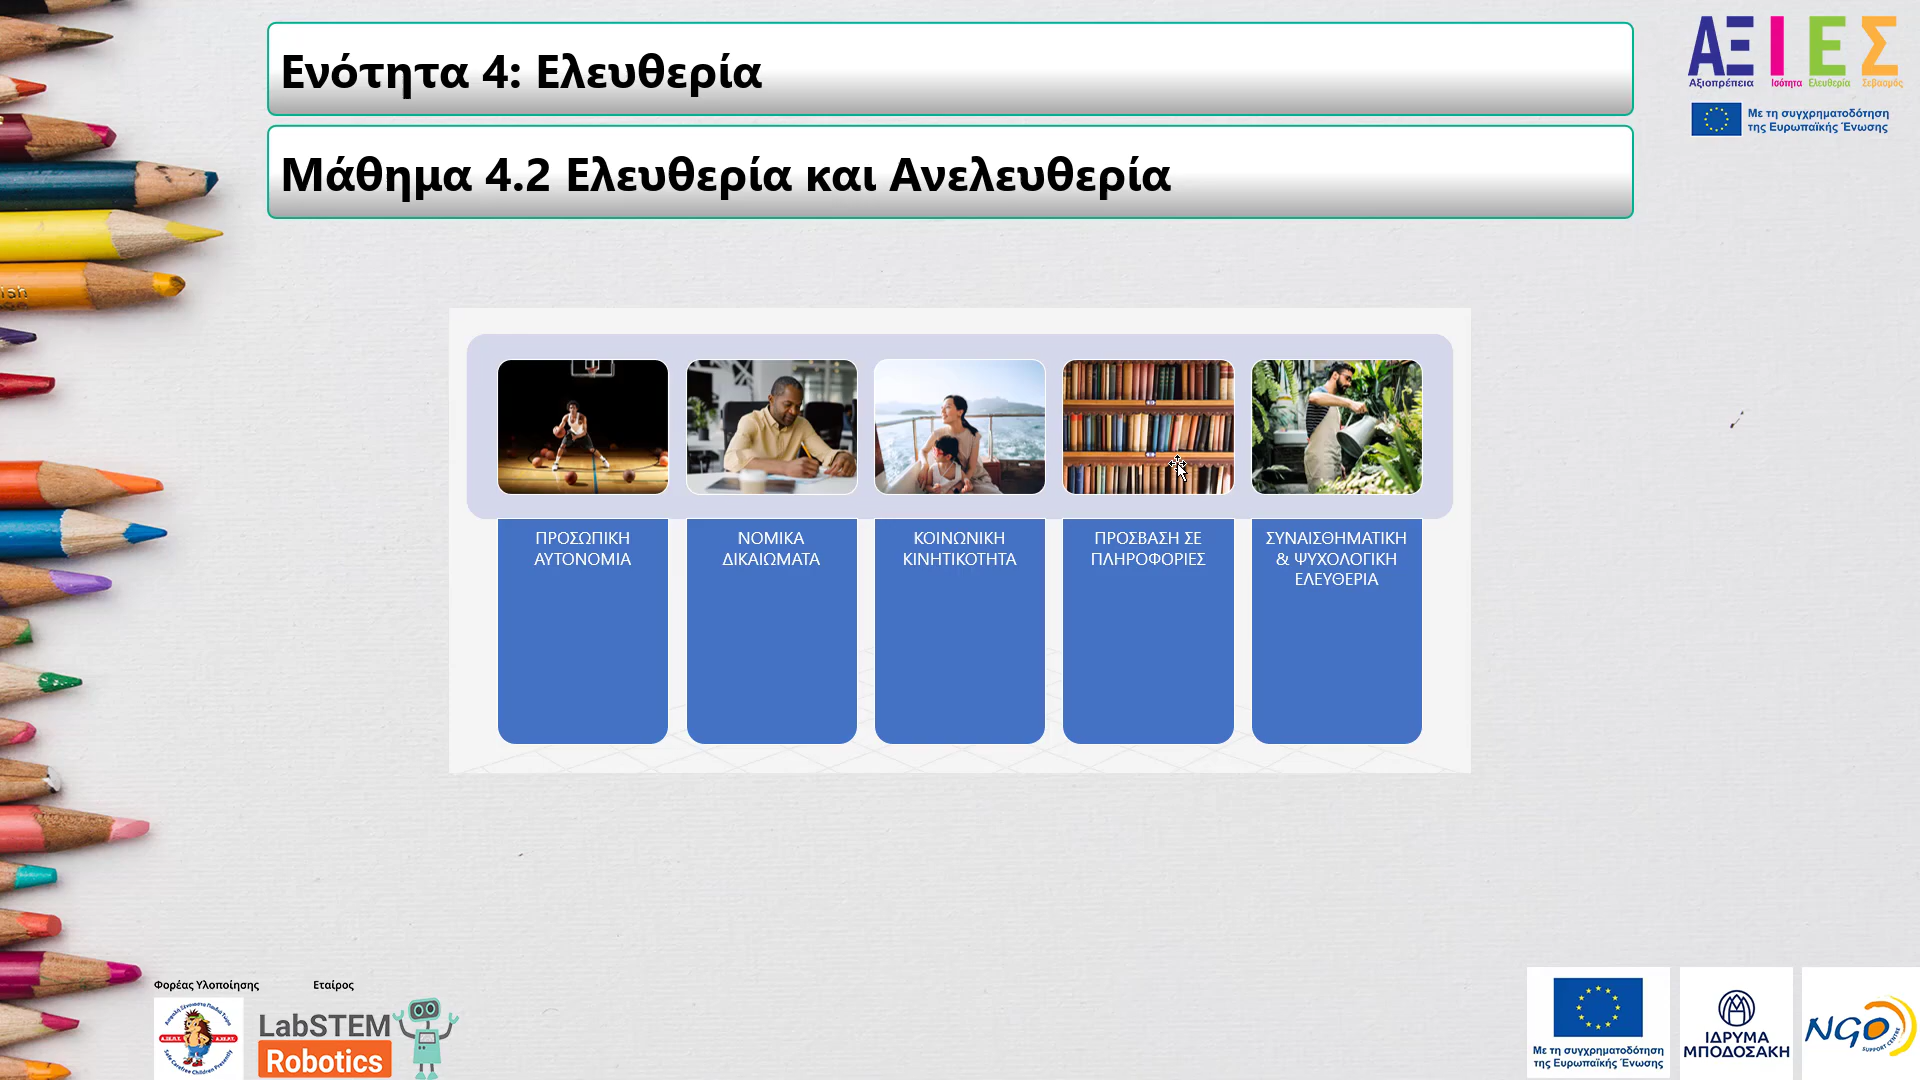 Ενότητα 4: Ελευθερία
Μάθημα 4.2 Ελευθερία και Ανελευθερία
ΑΞΙΕΣ
Αξιοπρέπεια Ισότητα Ελευθερία Σεβασμός
Με τη συγχρηματοδότηση
της Ευρωπαϊκής Ένωσης
ΠΡΟΣΩΠΙΚΗ
ΑΥΤΟΝΟΜΙΑ
ΝΟΜΙΚΑ
ΔΙΚΑΙΩΜΑΤΑ
ΚΟΙΝΩΝΙΚΗ
ΚΙΝΗΤΙΚΟΤΗΤΑ
ΠΡΟΣΒΑΣΗ ΣΕ
ΠΛΗΡΟΦΟΡΙΕΣ
ΣΥΝΑΙΣΘΗΜΑΤΙΚΗ
& ΨΥΧΟΛΟΓΙΚΗ
ΕΛΕΥΘΕΡΙΑ
Φορέας Υλοποίησης
Εταίρος
LabSTEM
Robotics
Με τη συγχρηματοδότηση
της Ευρωπαϊκής Ένωσης
ΙΔΡΥΜΑ
ΜΠΟΔΟΣΑΚΗ
NGO
SUPPORT CENTRE